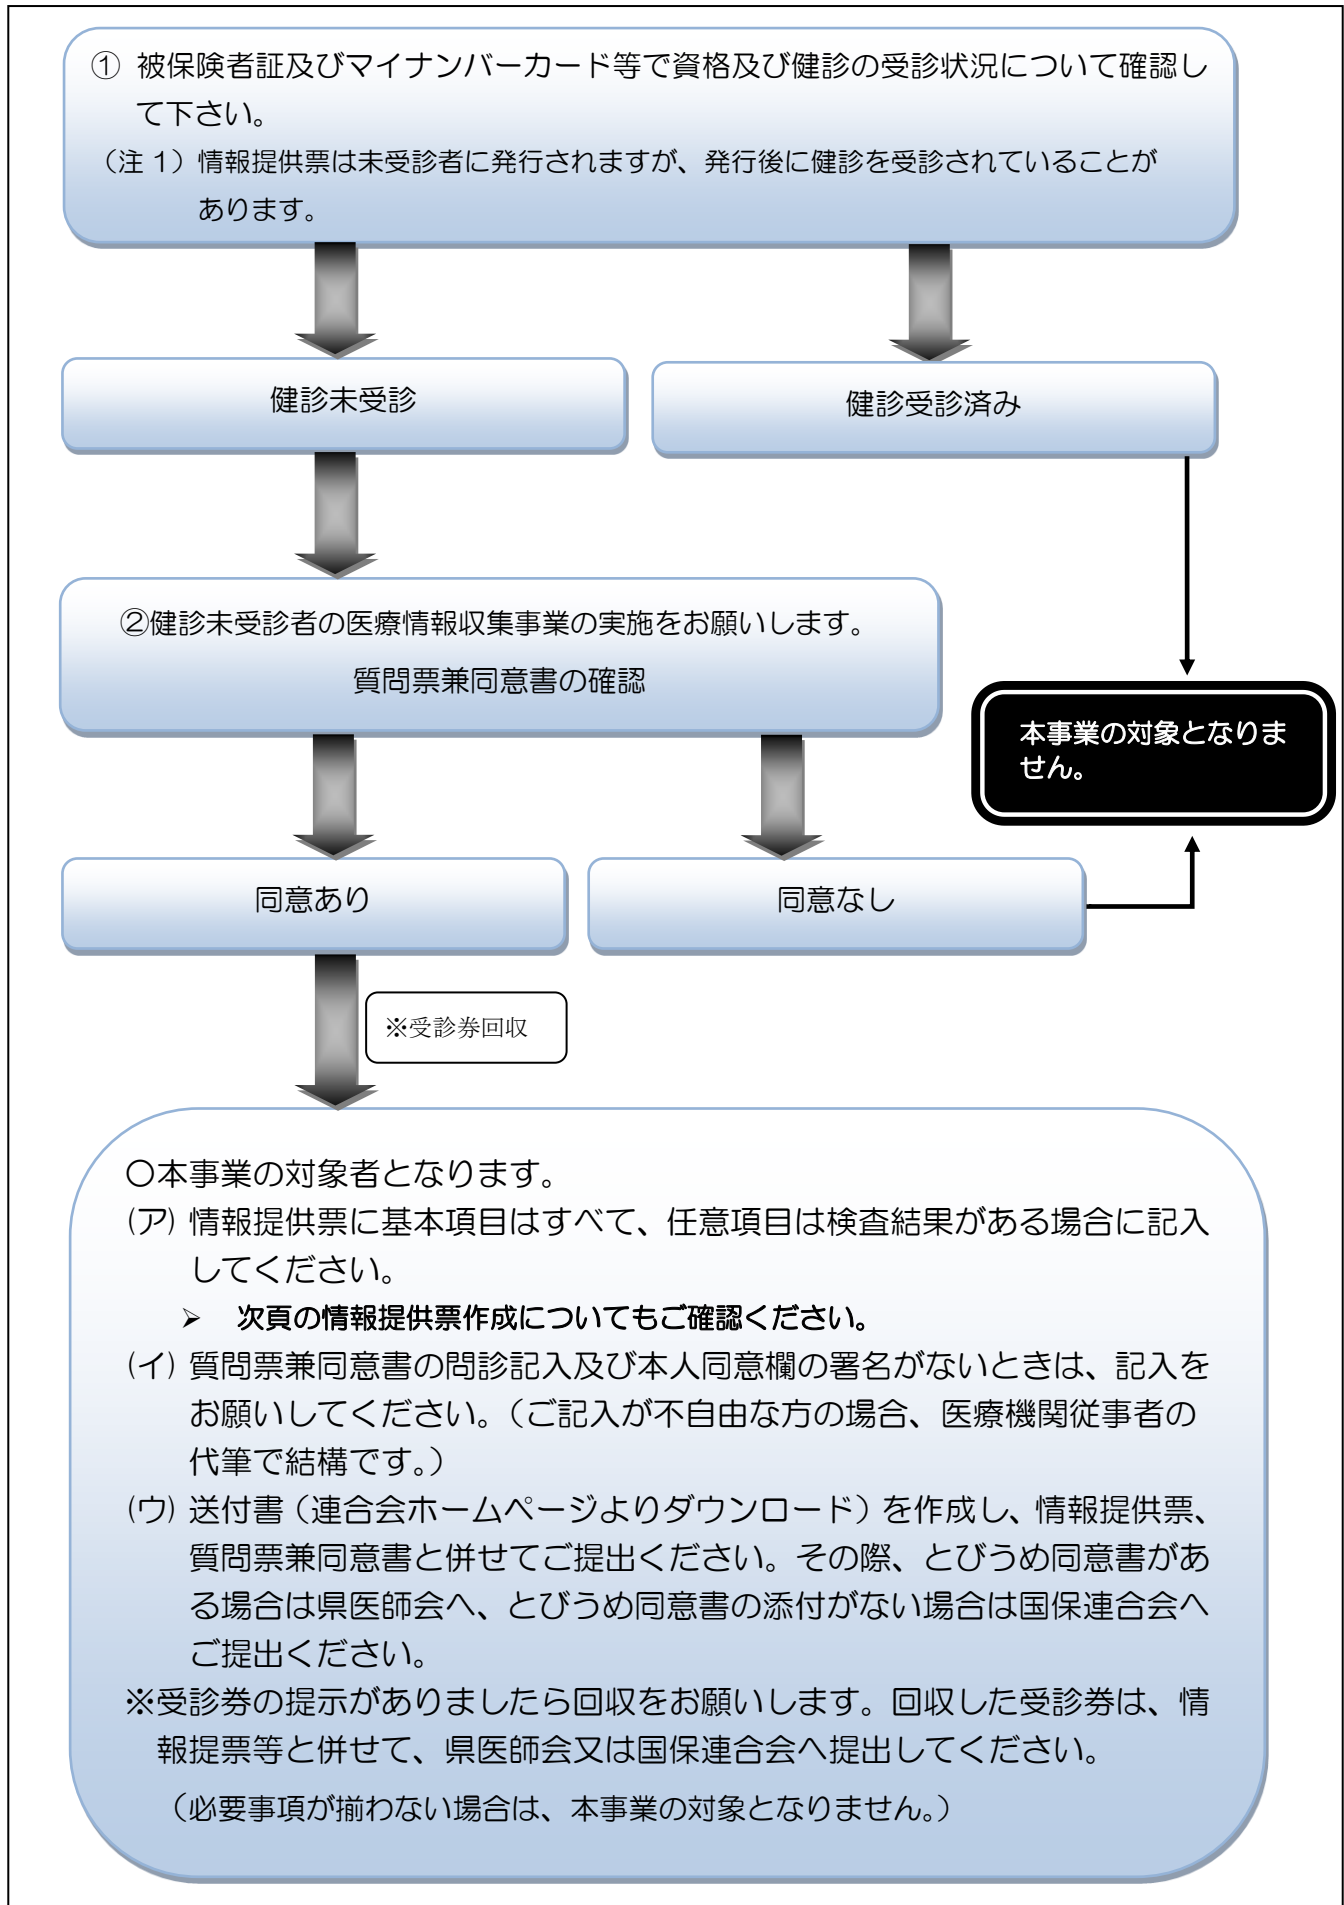 ① 被保険者証及びマイナンバーカード等で資格及び健診の受診状況について確認し
て下さい。
（注 1）情報提供票は未受診者に発行されますが、発行後に健診を受診されていることが
あります。
健診未受診
健診受診済み
②健診未受診者の医療情報収集事業の実施をお願いします。
質問票兼同意書の確認
本事業の対象となりま
せん。
同意あり
同意なし
※受診券回収
〇本事業の対象者となります。
(ア) 情報提供票に基本項目はすべて、任意項目は検査結果がある場合に記入
してください。
➢ 次頁の情報提供票作成についてもご確認ください。
(イ) 質問票兼同意書の問診記入及び本人同意欄の署名がないときは、記入を
お願いしてください。（ご記入が不自由な方の場合、医療機関従事者の
代筆で結構です。）
(ウ) 送付書（連合会ホームページよりダウンロード）を作成し、情報提供票、
質問票兼同意書と併せてご提出ください。その際、とびうめ同意書があ
る場合は県医師会へ、とびうめ同意書の添付がない場合は国保連合会へ
ご提出ください。
※受診券の提示がありましたら回収をお願いします。回収した受診券は、情
報提票等と併せて、県医師会又は国保連合会へ提出してください。
（必要事項が揃わない場合は、本事業の対象となりません。）